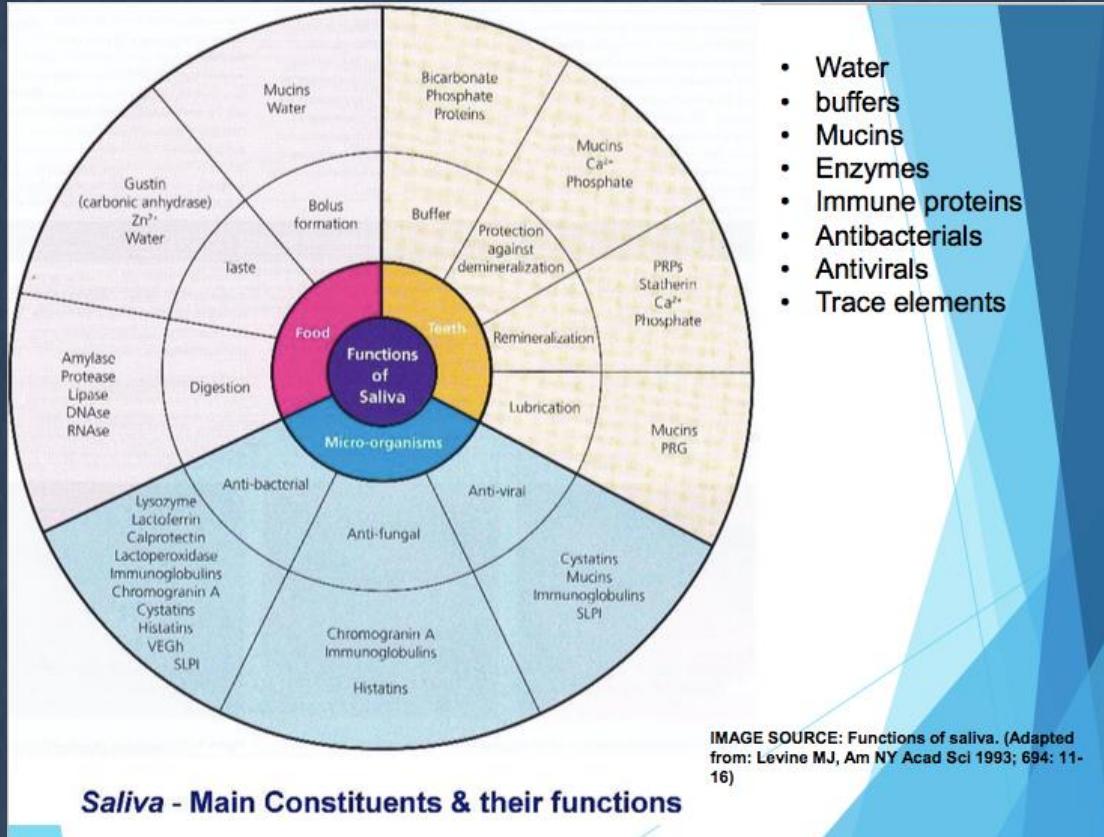 Mucins
Water
Bicarbonate
Phosphate
Proteins
Mucins
Ca²⁺
Phosphate
Gustin
(carbonic anhydrase)
Zn²⁺
Water
Bolus
formation
Buffer
Protection
against
demineralization
Taste
PRPs
Statherin
Ca²⁺
Phosphate
Remineralization
Food
Teeth
Functions
of
Saliva
Micro-organisms
Amylase
Protease
Lipase
DNAse
RNAse
Digestion
Lubrication
Mucins
PRG
Anti-bacterial
Anti-fungal
Anti-viral
Lysozyme
Lactoferrin
Calprotectin
Lactoperoxidase
Immunoglobulins
Chromogranin A
Cystatins
Histatins
VEGh
SLPI
Chromogranin A
Immunoglobulins
Histatins
Cystatins
Mucins
Immunoglobulins
SLPI
• Water
• buffers
• Mucins
• Enzymes
• Immune proteins
• Antibacterials
• Antivirals
• Trace elements
IMAGE SOURCE: Functions of saliva. (Adapted
from: Levine MJ, Am NY Acad Sci 1993; 694: 11-
16)
Saliva - Main Constituents & their functions